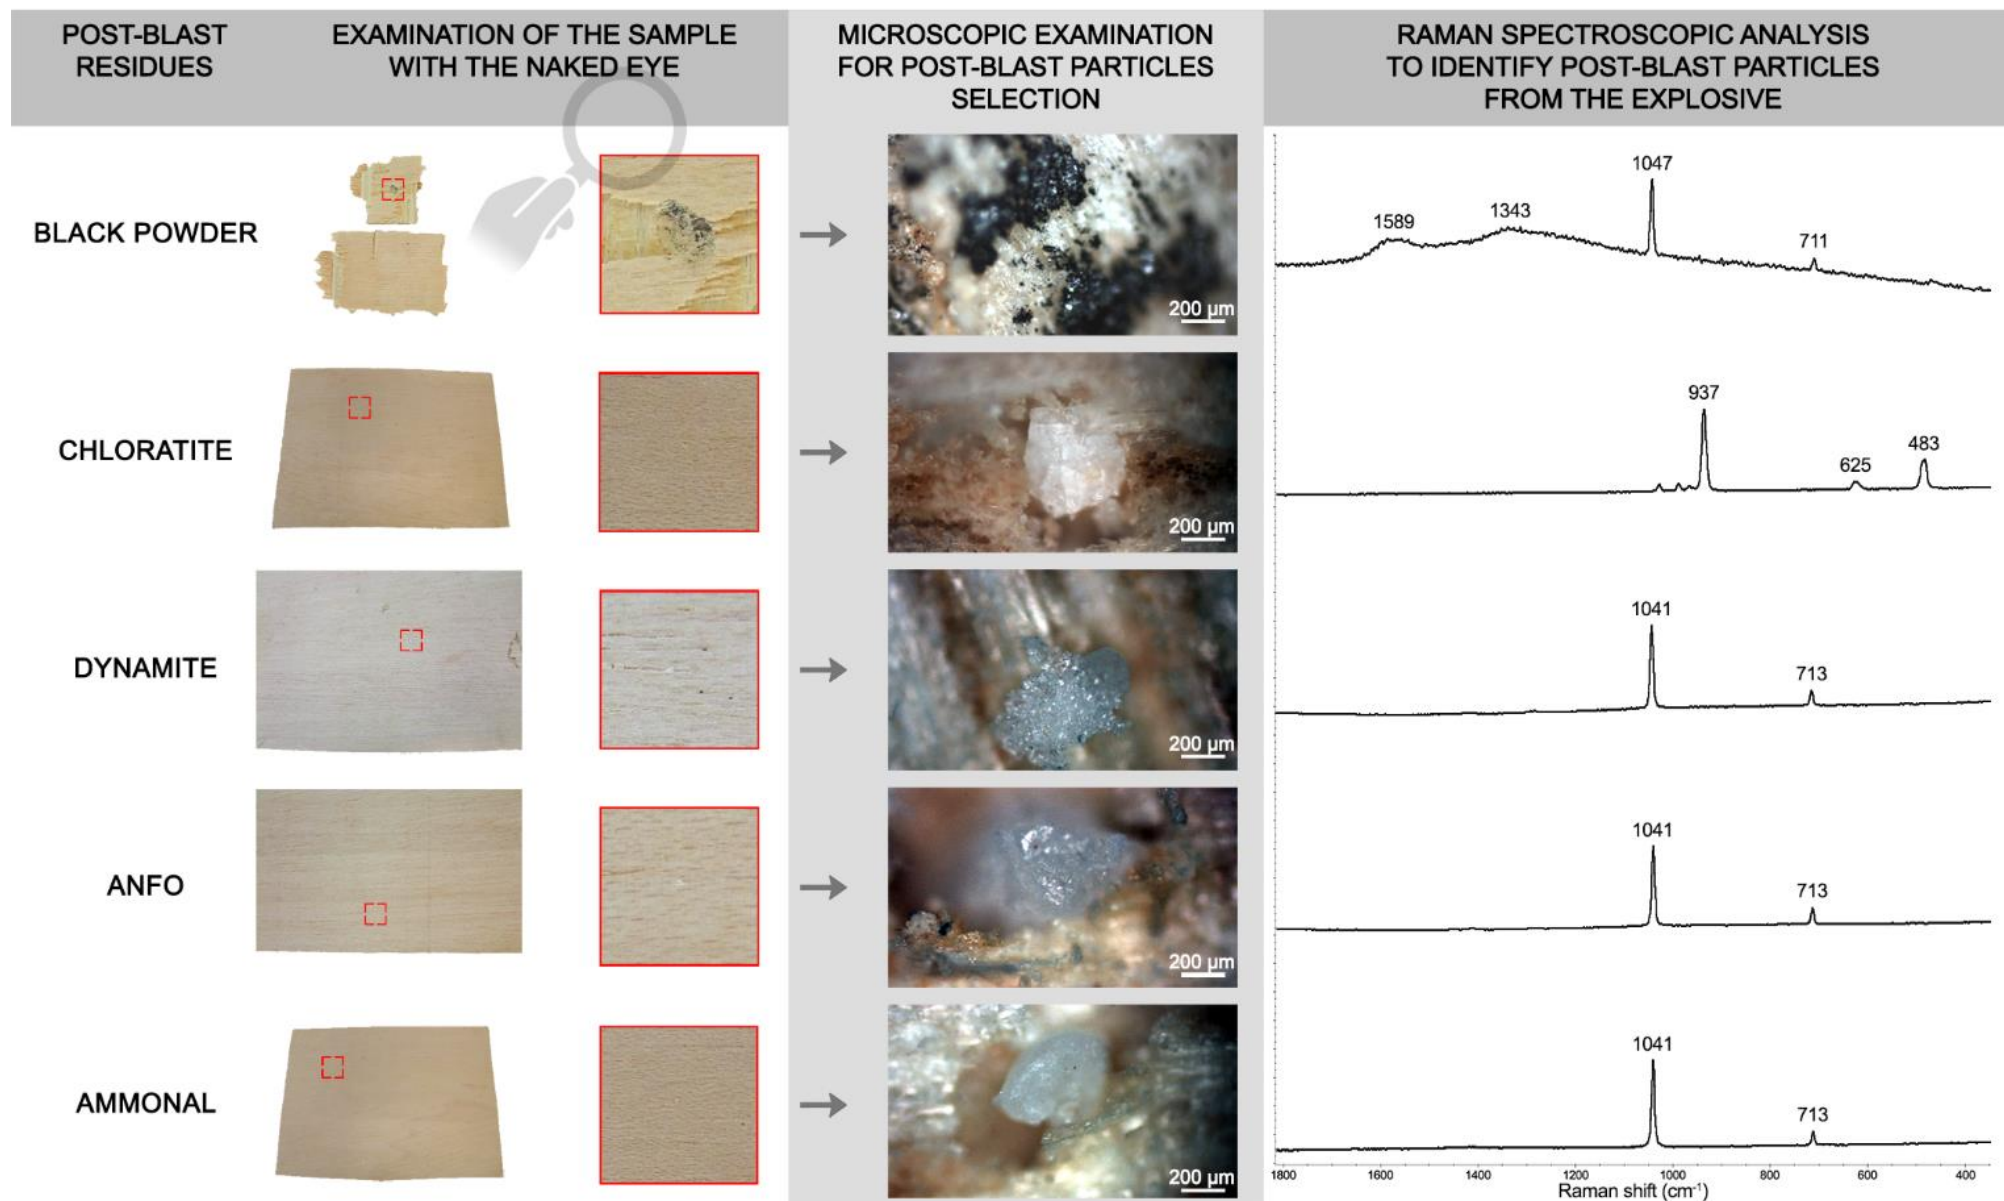 POST-BLAST
RESIDUES
EXAMINATION OF THE SAMPLE
WITH THE NAKED EYE
MICROSCOPIC EXAMINATION
FOR POST-BLAST PARTICLES
SELECTION
RAMAN SPECTROSCOPIC ANALYSIS
TO IDENTIFY POST-BLAST PARTICLES
FROM THE EXPLOSIVE
BLACK POWDER
200 µm
1589
1343
1047
711
CHLORATITE
200 µm
937
625
483
DYNAMITE
200 µm
1041
713
ANFO
200 µm
1041
713
AMMONAL
200 µm
1041
713
1800 1600 1400 1200 1000 800 600 400
Raman shift (cm⁻¹)